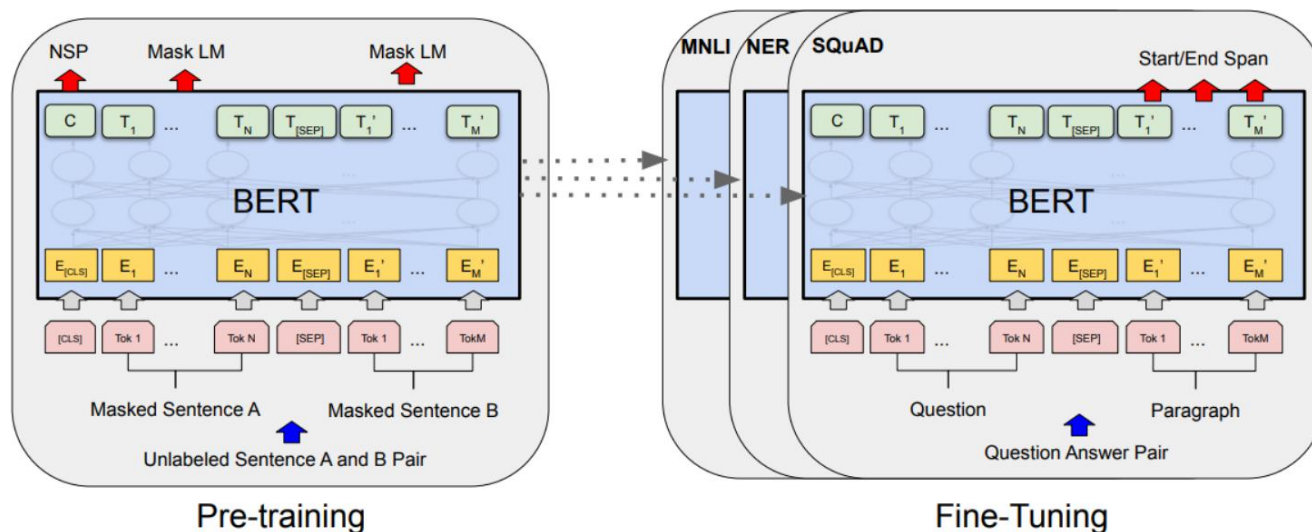 NSP Mask LM Mask LM
C T1 ... TN T[SEP] T1' ... TM'
...
BERT
...
E[CLS] E1 ... EN E[SEP] E1' ... EM'
[CLS] Tok 1 ... Tok N [SEP] Tok 1 ... TokM
Masked Sentence A Masked Sentence B
Unlabeled Sentence A and B Pair
Pre-training
MNLI NER SQuAD
Start/End Span
C T1 ... TN T[SEP] T1' ... TM'
...
BERT
...
E[CLS] E1 ... EN E[SEP] E1' ... EM'
[CLS] Tok 1 ... Tok N [SEP] Tok 1 ... TokM
Question Paragraph
Question Answer Pair
Fine-Tuning